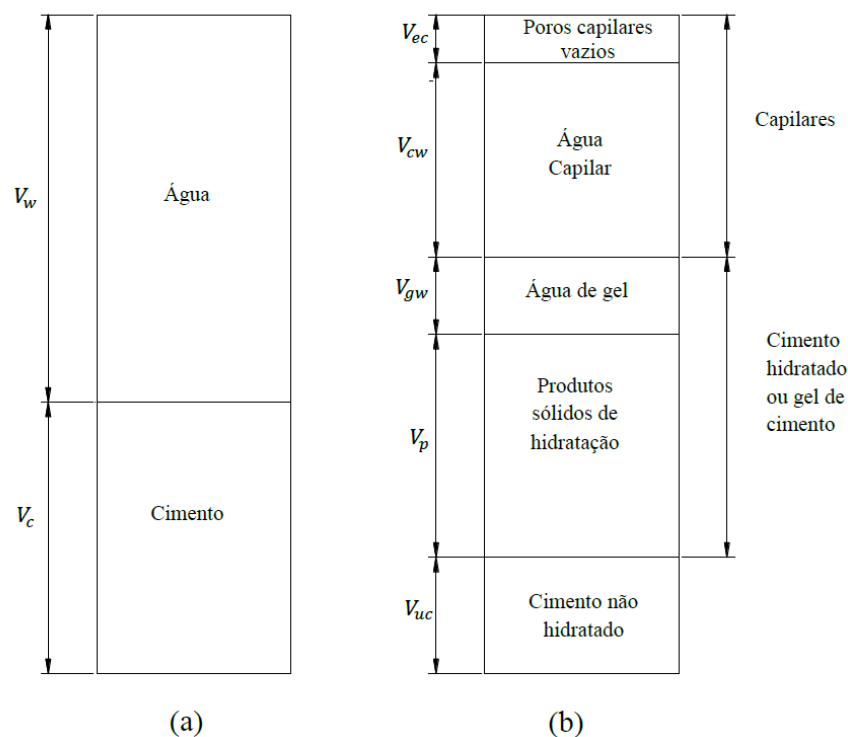 V_w
Água
V_c
Cimento
(a)
V_ec
Poros capilares
vazios
V_cw
Água
Capilar
V_gw
Água de gel
V_p
Produtos
sólidos de
hidratação
V_uc
Cimento não
hidratado
Capilares
Cimento
hidratado
ou gel de
cimento
(b)